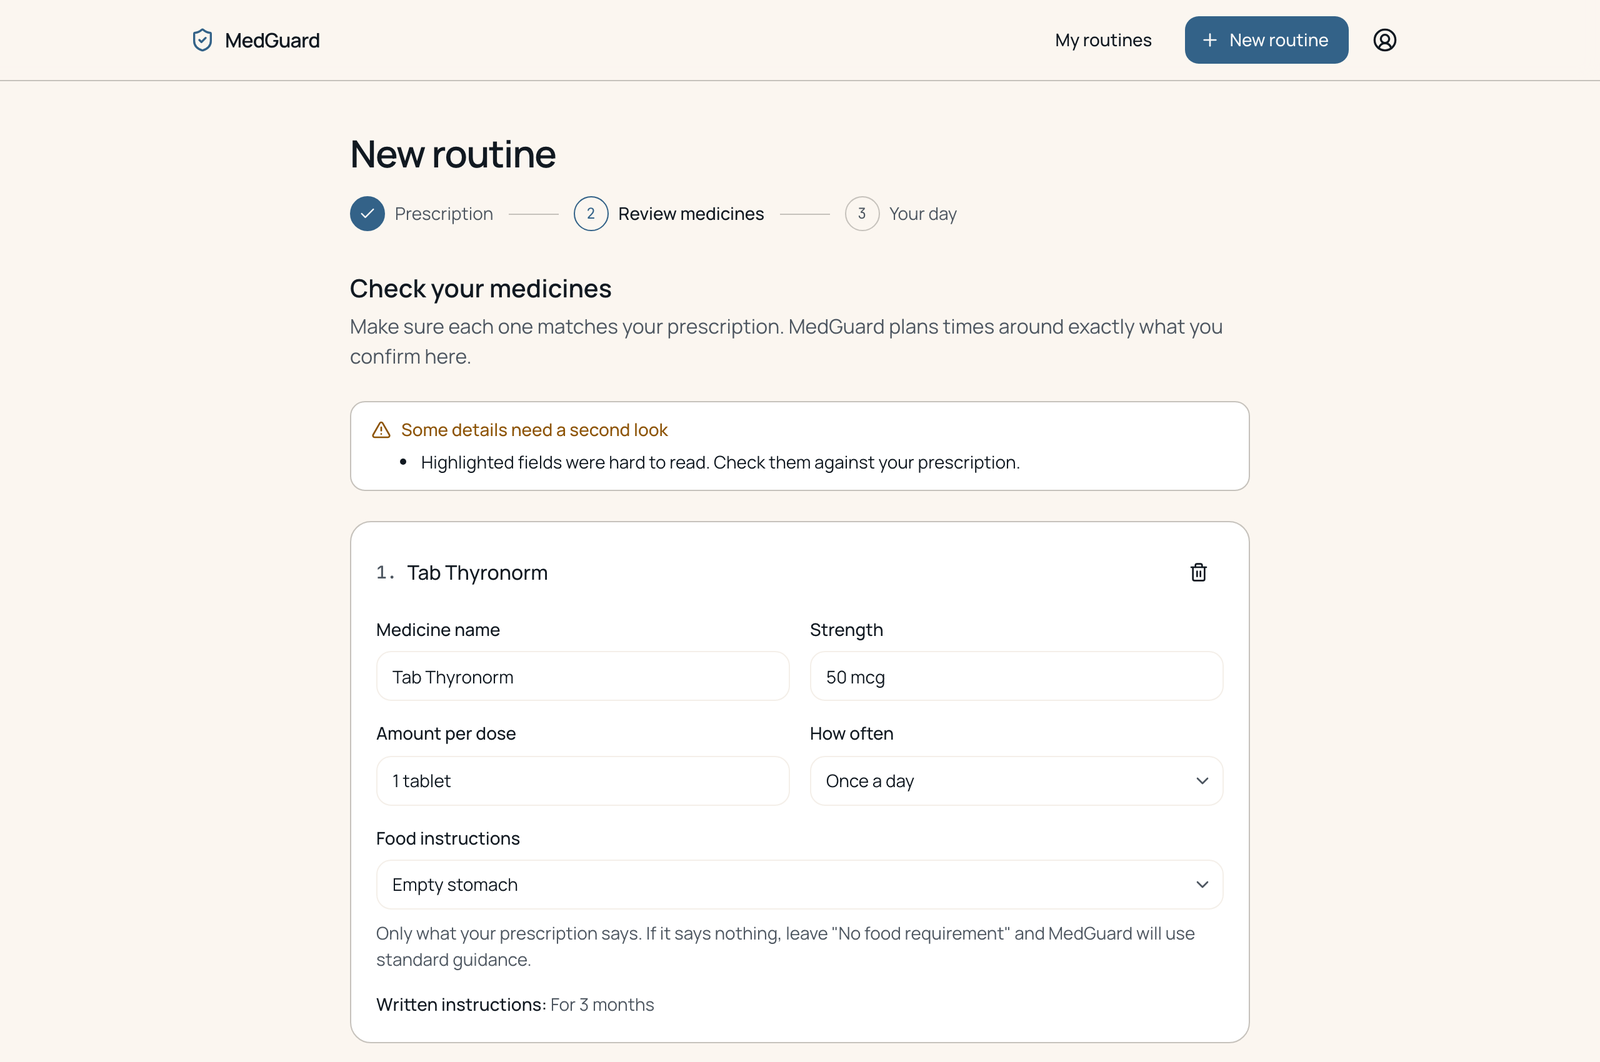 MedGuard
My routines
New routine
New routine
Prescription
2
Review medicines
3
Your day
Check your medicines
Make sure each one matches your prescription. MedGuard plans times around exactly what you
confirm here.
Some details need a second look
• Highlighted fields were hard to read. Check them against your prescription.
1. Tab Thyronorm
Medicine name
Strength
Tab Thyronorm
50 mcg
Amount per dose
How often
1 tablet
Once a day
Food instructions
Empty stomach
Only what your prescription says. If it says nothing, leave "No food requirement" and MedGuard will use
standard guidance.
Written instructions: For 3 months